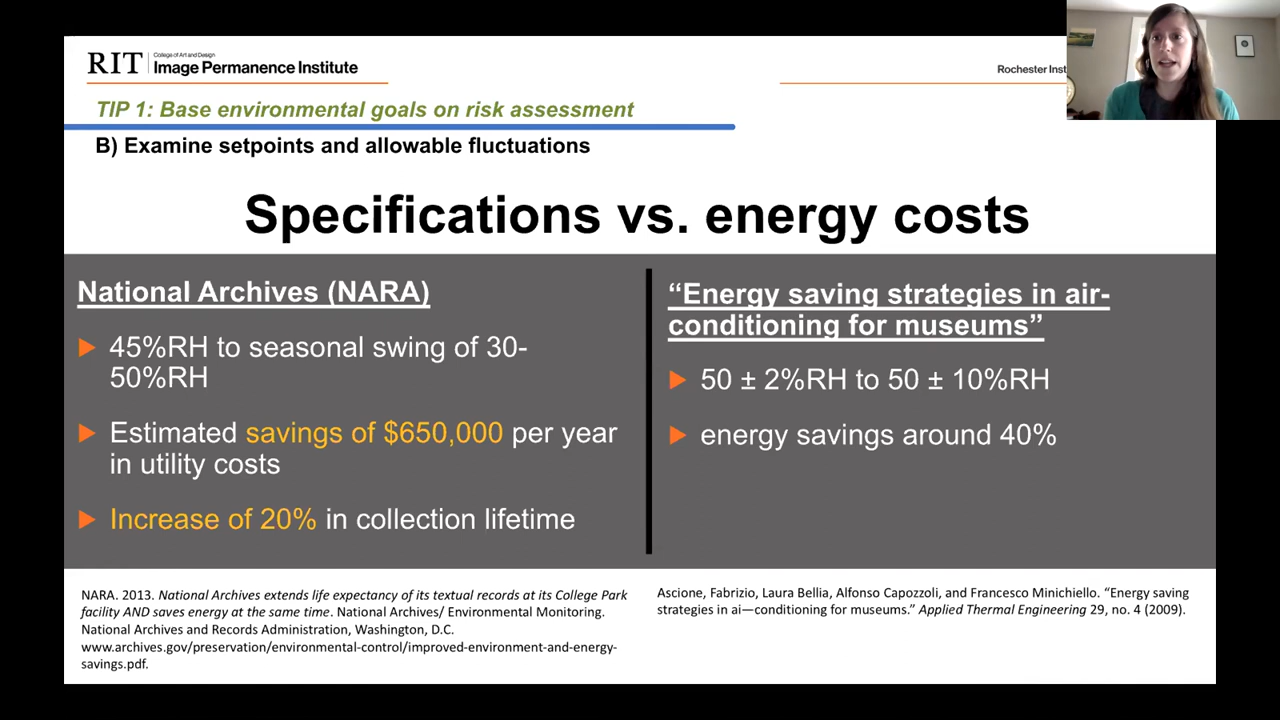 RIT
College of Art and Design
Image Permanence Institute
Rochester Inst
TIP 1: Base environmental goals on risk assessment
B) Examine setpoints and allowable fluctuations
Specifications vs. energy costs
National Archives (NARA)
45%RH to seasonal swing of 30-
50%RH
Estimated savings of $650,000 per year
in utility costs
Increase of 20% in collection lifetime
“Energy saving strategies in air-
conditioning for museums”
50 ± 2%RH to 50 ± 10%RH
energy savings around 40%
NARA. 2013. National Archives extends life expectancy of its textual records at its College Park
facility AND saves energy at the same time. National Archives/ Environmental Monitoring.
National Archives and Records Administration, Washington, D.C.
www.archives.gov/preservation/environmental-control/improved-environment-and-energy-
savings.pdf.
Ascione, Fabrizio, Laura Bellia, Alfonso Capozzoli, and Francesco Minichiello. “Energy saving
strategies in ai—conditioning for museums.” Applied Thermal Engineering 29, no. 4 (2009).